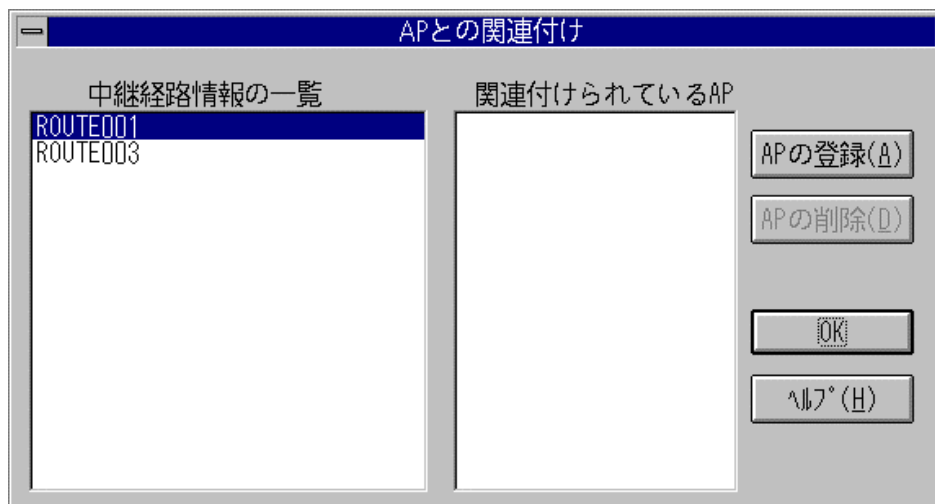 APとの関連付け
中継経路情報の一覧
関連付けられているAP
ROUTE001
ROUTE003
APの登録(A)
APの削除(D)
OK
ﾍﾙﾌﾟ(H)